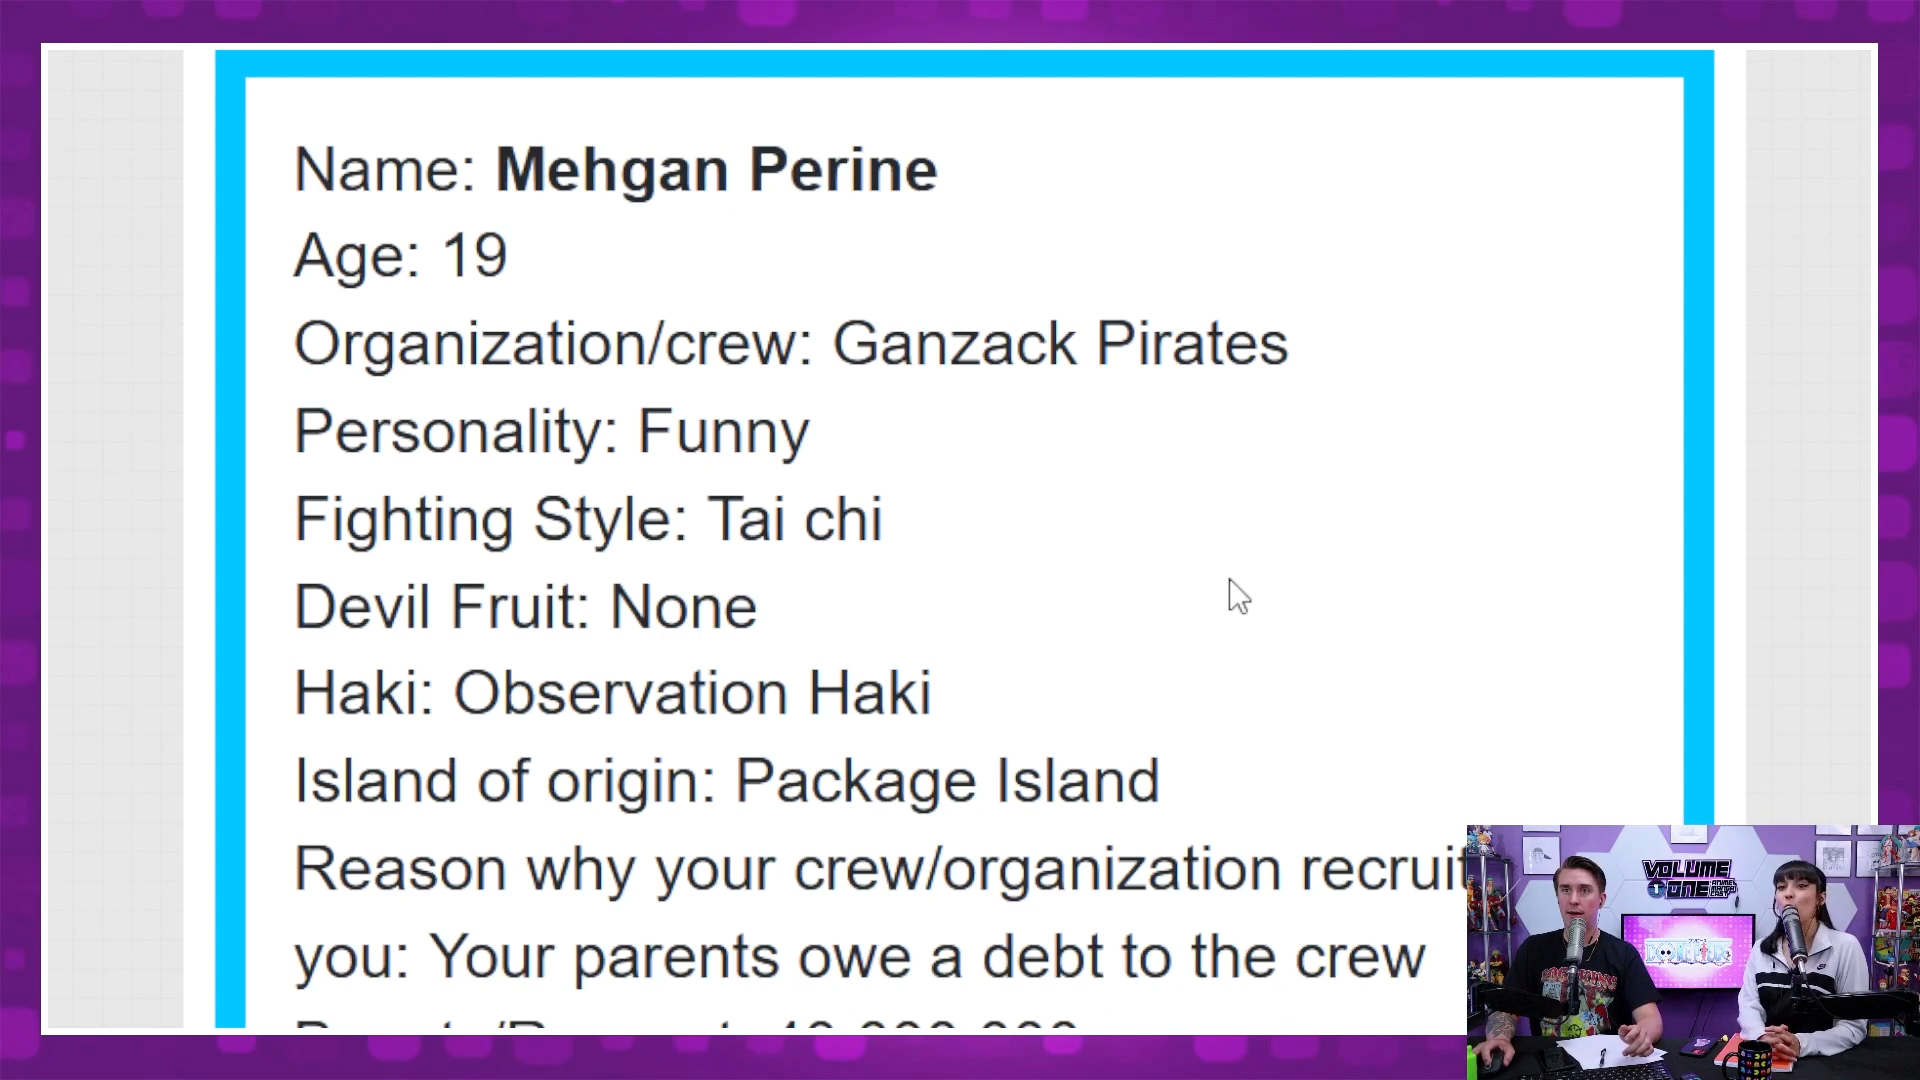 Name: Mehgan Perine
Age: 19
Organization/crew: Ganzack Pirates
Personality: Funny
Fighting Style: Tai chi
Devil Fruit: None
Haki: Observation Haki
Island of origin: Package Island
Reason why your crew/organization recruit
you: Your parents owe a debt to the crew
VOLUME
ONE